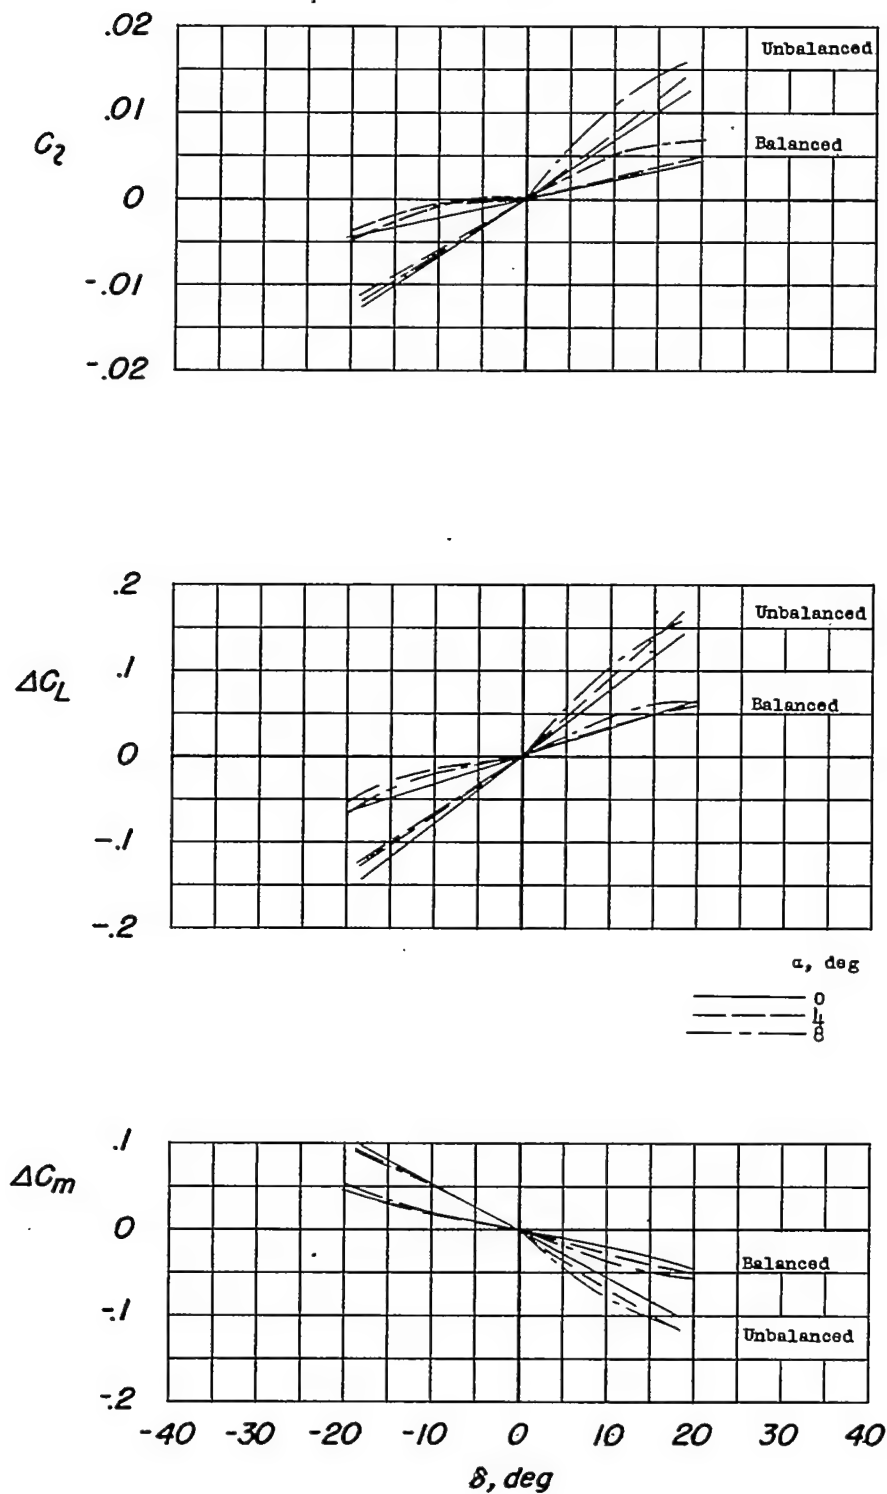 .02
Unbalanced
.01
C₂
Balanced
0
-.01
-.02
.2
Unbalanced
.1
ΔC_L
Balanced
0
-.1
-.2
α, deg
0
4
8
.1
ΔC_m
0
Balanced
-.1
Unbalanced
-.2
-40 -30 -20 -10 0 10 20 30 40
δ, deg